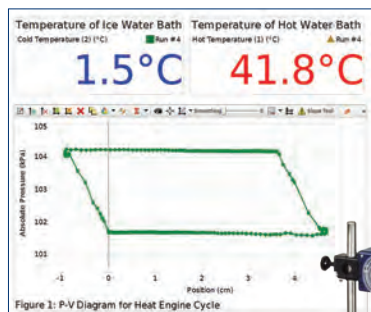 Temperature of Ice Water Bath
Cold Temperature (2) (°C) Run #4
1.5°C
Temperature of Hot Water Bath
Hot Temperature (1) (°C) Run #4
41.8°C
Smoothing
Slope Tool
Absolute Pressure (kPa)
105
104
103
102
101
-1 0 1 2 3 4 5
Position (cm)
Figure 1: P-V Diagram for Heat Engine Cycle